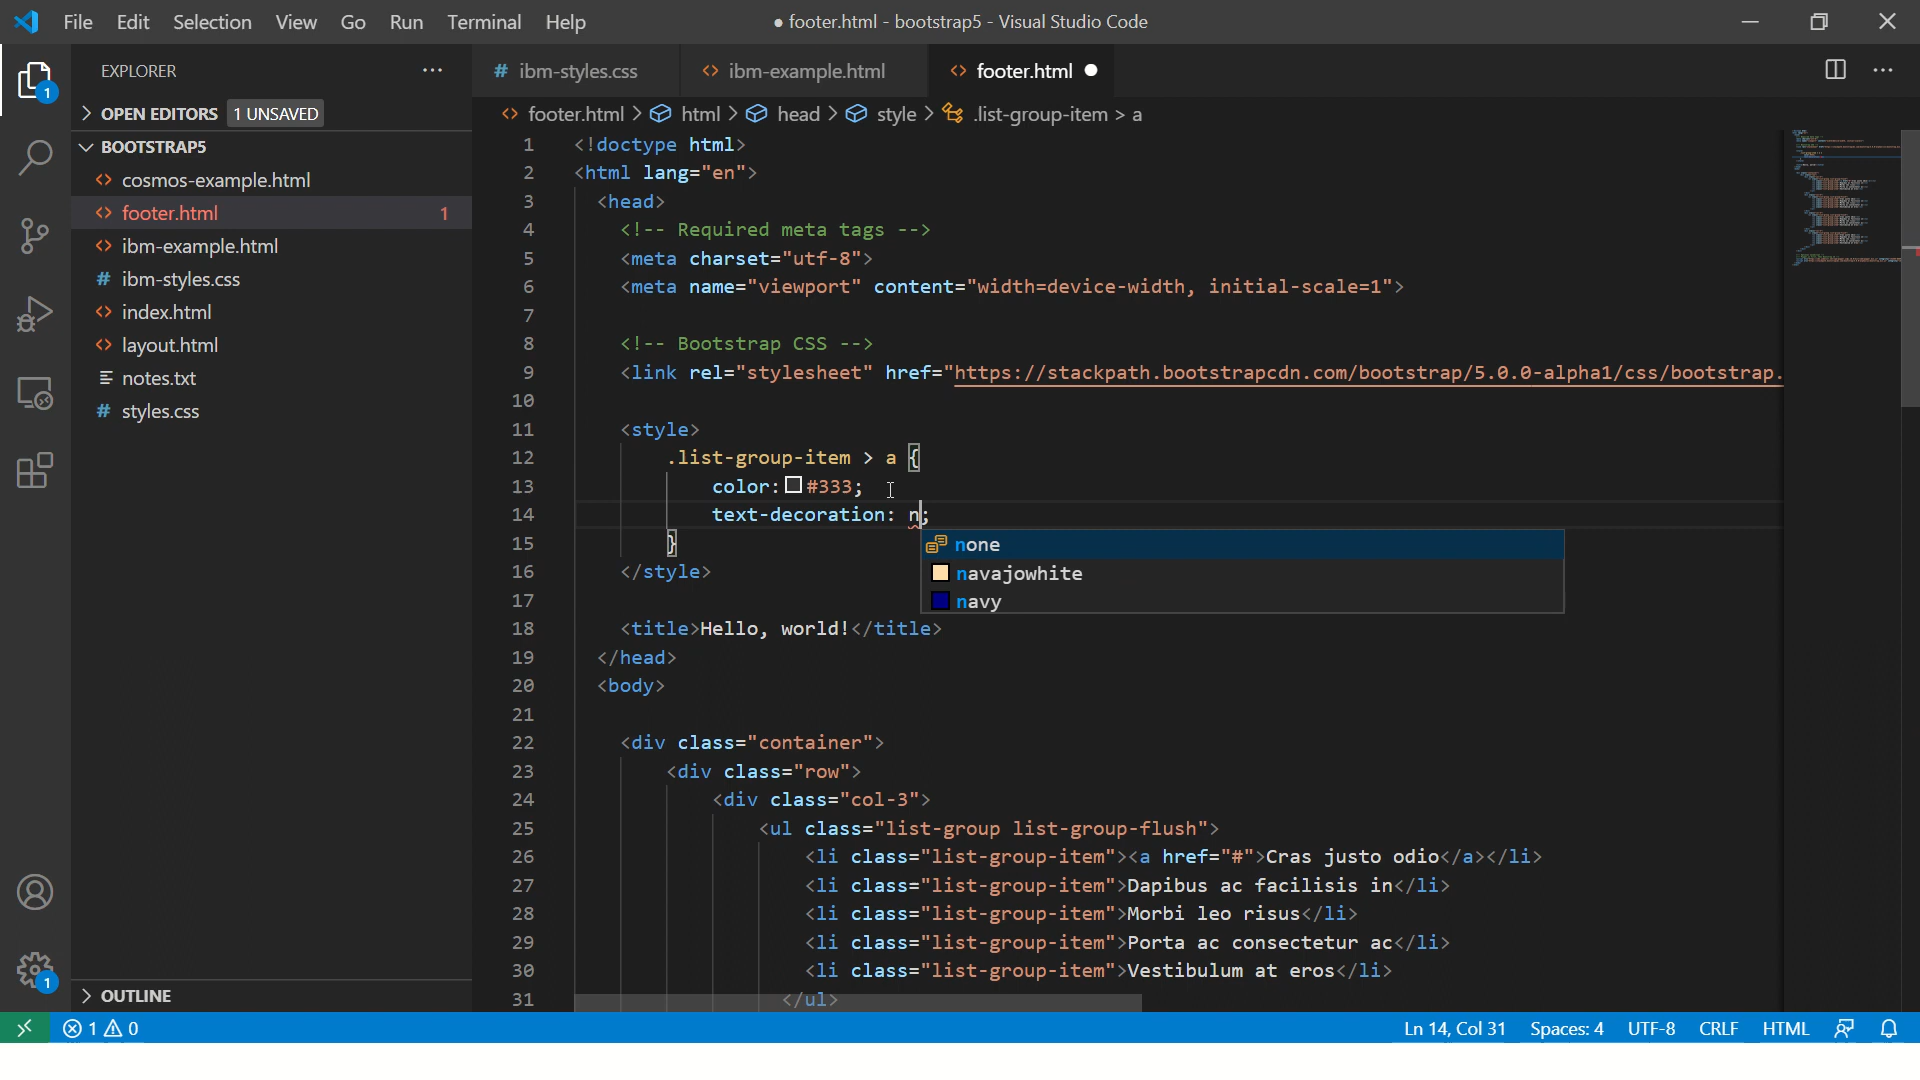 File Edit Selection View Go Run Terminal Help
● footer.html - bootstrap5 - Visual Studio Code
EXPLORER
# ibm-styles.css
<> ibm-example.html
<> footer.html ●
OPEN EDITORS 1 UNSAVED
footer.html > html > head > style > .list-group-item > a
BOOTSTRAP5
<> cosmos-example.html
<> footer.html 1
<> ibm-example.html
# ibm-styles.css
<> index.html
<> layout.html
notes.txt
# styles.css
1 <!doctype html>
2 <html lang="en">
3 <head>
4 <!-- Required meta tags -->
5 <meta charset="utf-8">
6 <meta name="viewport" content="width=device-width, initial-scale=1">
7
8 <!-- Bootstrap CSS -->
9 <link rel="stylesheet" href="https://stackpath.bootstrapcdn.com/bootstrap/5.0.0-alpha1/css/bootstrap.
10
11 <style>
12 .list-group-item > a {
13 color: #333;
14 text-decoration: n;
none
navajowhite
navy
15 }
16 </style>
17
18 <title>Hello, world!</title>
19 </head>
20 <body>
21
22 <div class="container">
23 <div class="row">
24 <div class="col-3">
25 <ul class="list-group list-group-flush">
26 <li class="list-group-item"><a href="#">Cras justo odio</a></li>
27 <li class="list-group-item">Dapibus ac facilisis in</li>
28 <li class="list-group-item">Morbi leo risus</li>
29 <li class="list-group-item">Porta ac consectetur ac</li>
30 <li class="list-group-item">Vestibulum at eros</li>
31 </ul>
OUTLINE
1
1
1 0
Ln 14, Col 31 Spaces: 4 UTF-8 CRLF HTML